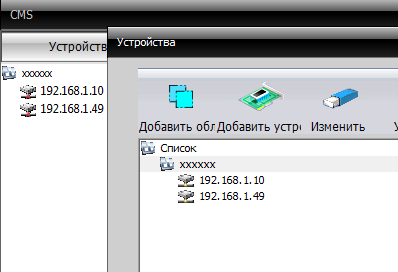 CMS
Устройств
xxxxxx
192.168.1.10
192.168.1.49
Устройства
Добавить обл
Добавить устро
Изменить
Список
xxxxxx
192.168.1.10
192.168.1.49